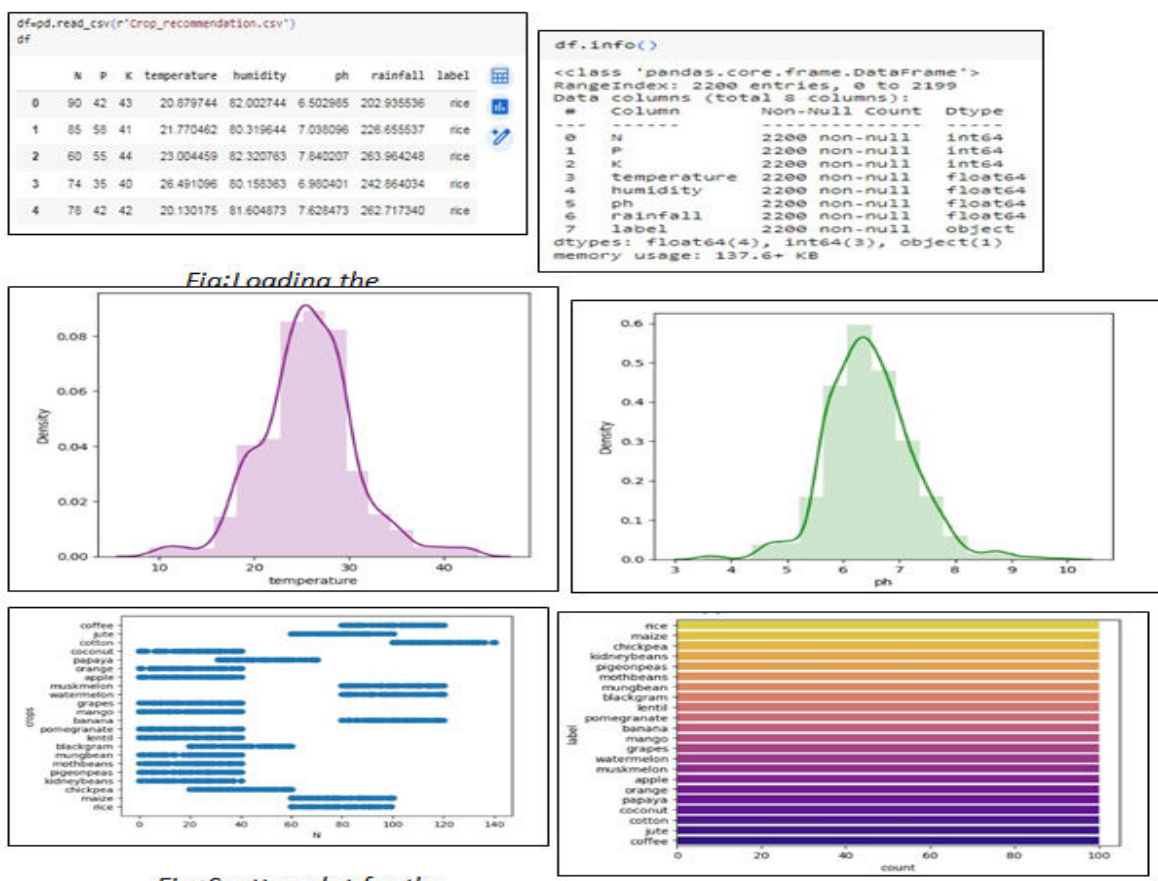 df=pd.read_csv(r'Crop_recommendation.csv')
df
N P K temperature humidity ph rainfall label
0 90 42 43 20.879744 82.002744 6.502985 202.935536 rice
1 85 58 41 21.770462 80.319644 7.038096 226.655537 rice
2 60 55 44 23.004459 82.320763 7.840207 263.964248 rice
3 74 35 40 26.491096 80.158363 6.980401 242.864034 rice
4 78 42 42 20.130175 81.604873 7.628473 262.717340 rice
df.info()
<class 'pandas.core.frame.DataFrame'>
RangeIndex: 2200 entries, 0 to 2199
Data columns (total 8 columns):
# Column Non-Null Count Dtype
--- ------ -------------- -----
0 N 2200 non-null int64
1 P 2200 non-null int64
2 K 2200 non-null int64
3 temperature 2200 non-null float64
4 humidity 2200 non-null float64
5 ph 2200 non-null float64
6 rainfall 2200 non-null float64
7 label 2200 non-null object
dtypes: float64(4), int64(3), object(1)
memory usage: 137.6+ KB
Fig:Loading the
0.08
0.06
0.04
0.02
0.00
Density
10 20 30 40
temperature
0.6
0.5
0.4
0.3
0.2
0.1
0.0
Density
3 4 5 6 7 8 9 10
ph
coffee
jute
cotton
coconut
papaya
orange
apple
muskmelon
watermelon
grapes
mango
banana
pomegranate
lentil
blackgram
mungbean
mothbeans
pigeonpeas
kidneybeans
chickpea
maize
rice
crops
0 20 40 60 80 100 120 140
N
rice
maize
chickpea
kidneybeans
pigeonpeas
mothbeans
mungbean
blackgram
lentil
pomegranate
banana
mango
grapes
watermelon
muskmelon
apple
orange
papaya
coconut
cotton
jute
coffee
label
0 20 40 60 80 100
count